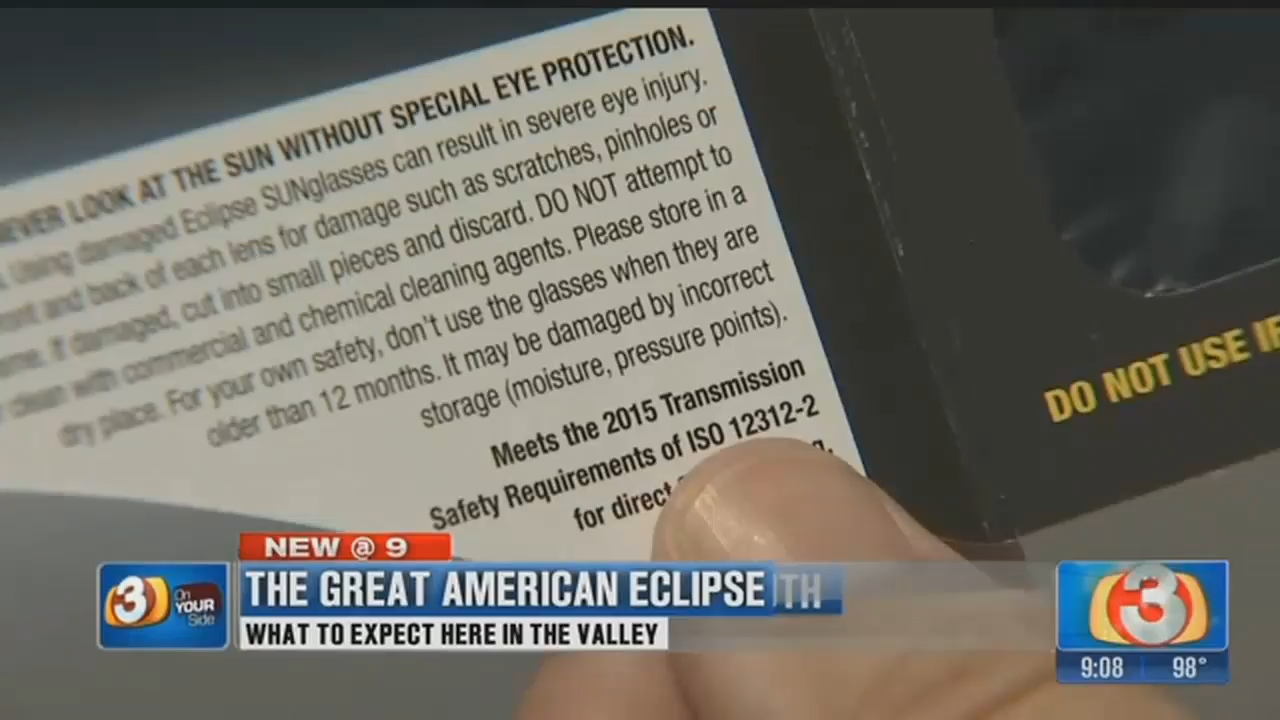 EVER LOOK AT THE SUN WITHOUT SPECIAL EYE PROTECTION.
Using damaged Eclipse SUNglasses can result in severe eye injury.
and back of each lens for damage such as scratches, pinholes or
If damaged, cut into small pieces and discard. DO NOT attempt to
clean with commercial and chemical cleaning agents. Please store in a
dry place. For your own safety, don't use the glasses when they are
older than 12 months. It may be damaged by incorrect
storage (moisture, pressure points).
Meets the 2015 Transmission
Safety Requirements of ISO 12312-2
for direct
DO NOT USE IF
NEW @ 9
3 On YOUR Side
THE GREAT AMERICAN ECLIPSE TH
WHAT TO EXPECT HERE IN THE VALLEY
3
9:08 98°